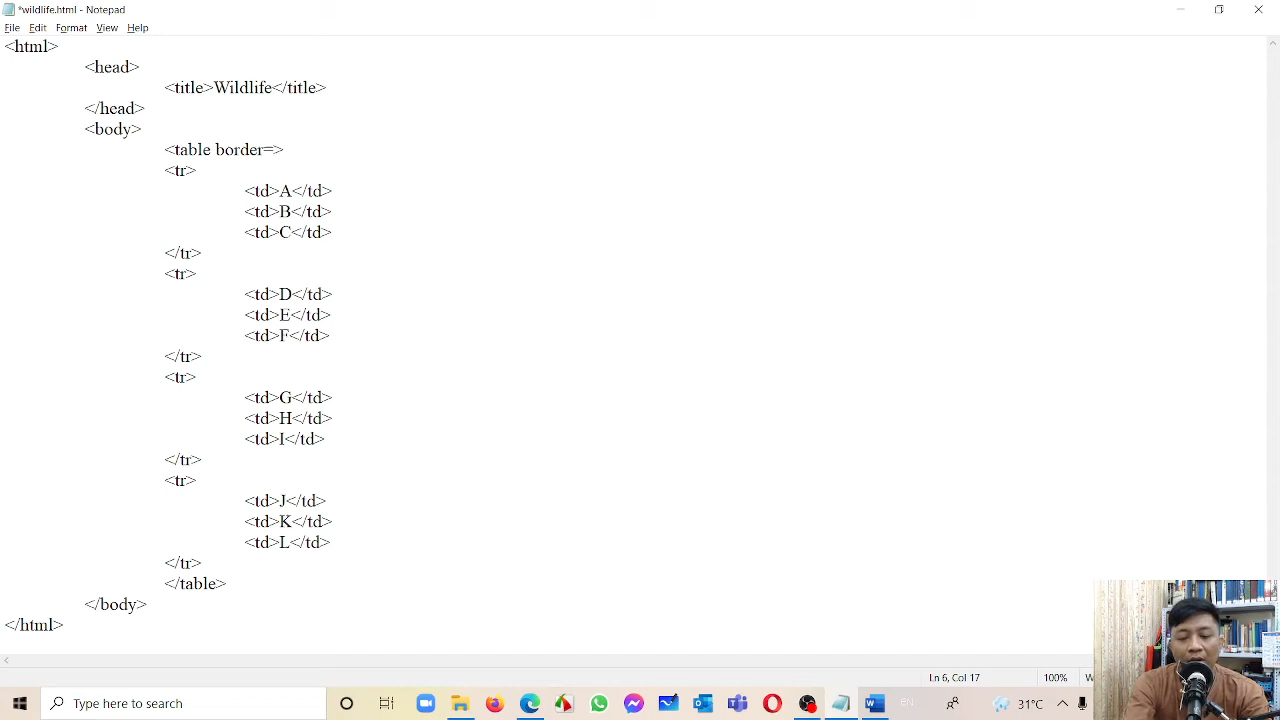 *wildlife.html - Notepad
File Edit Format View Help
<html>
<head>
<title>Wildlife</title>
</head>
<body>
<table border=>
<tr>
<td>A</td>
<td>B</td>
<td>C</td>
</tr>
<tr>
<td>D</td>
<td>E</td>
<td>F</td>
</tr>
<tr>
<td>G</td>
<td>H</td>
<td>I</td>
</tr>
<tr>
<td>J</td>
<td>K</td>
<td>L</td>
</tr>
</table>
</body>
</html>
Ln 6, Col 17 100% W
Type here to search EN 31°C